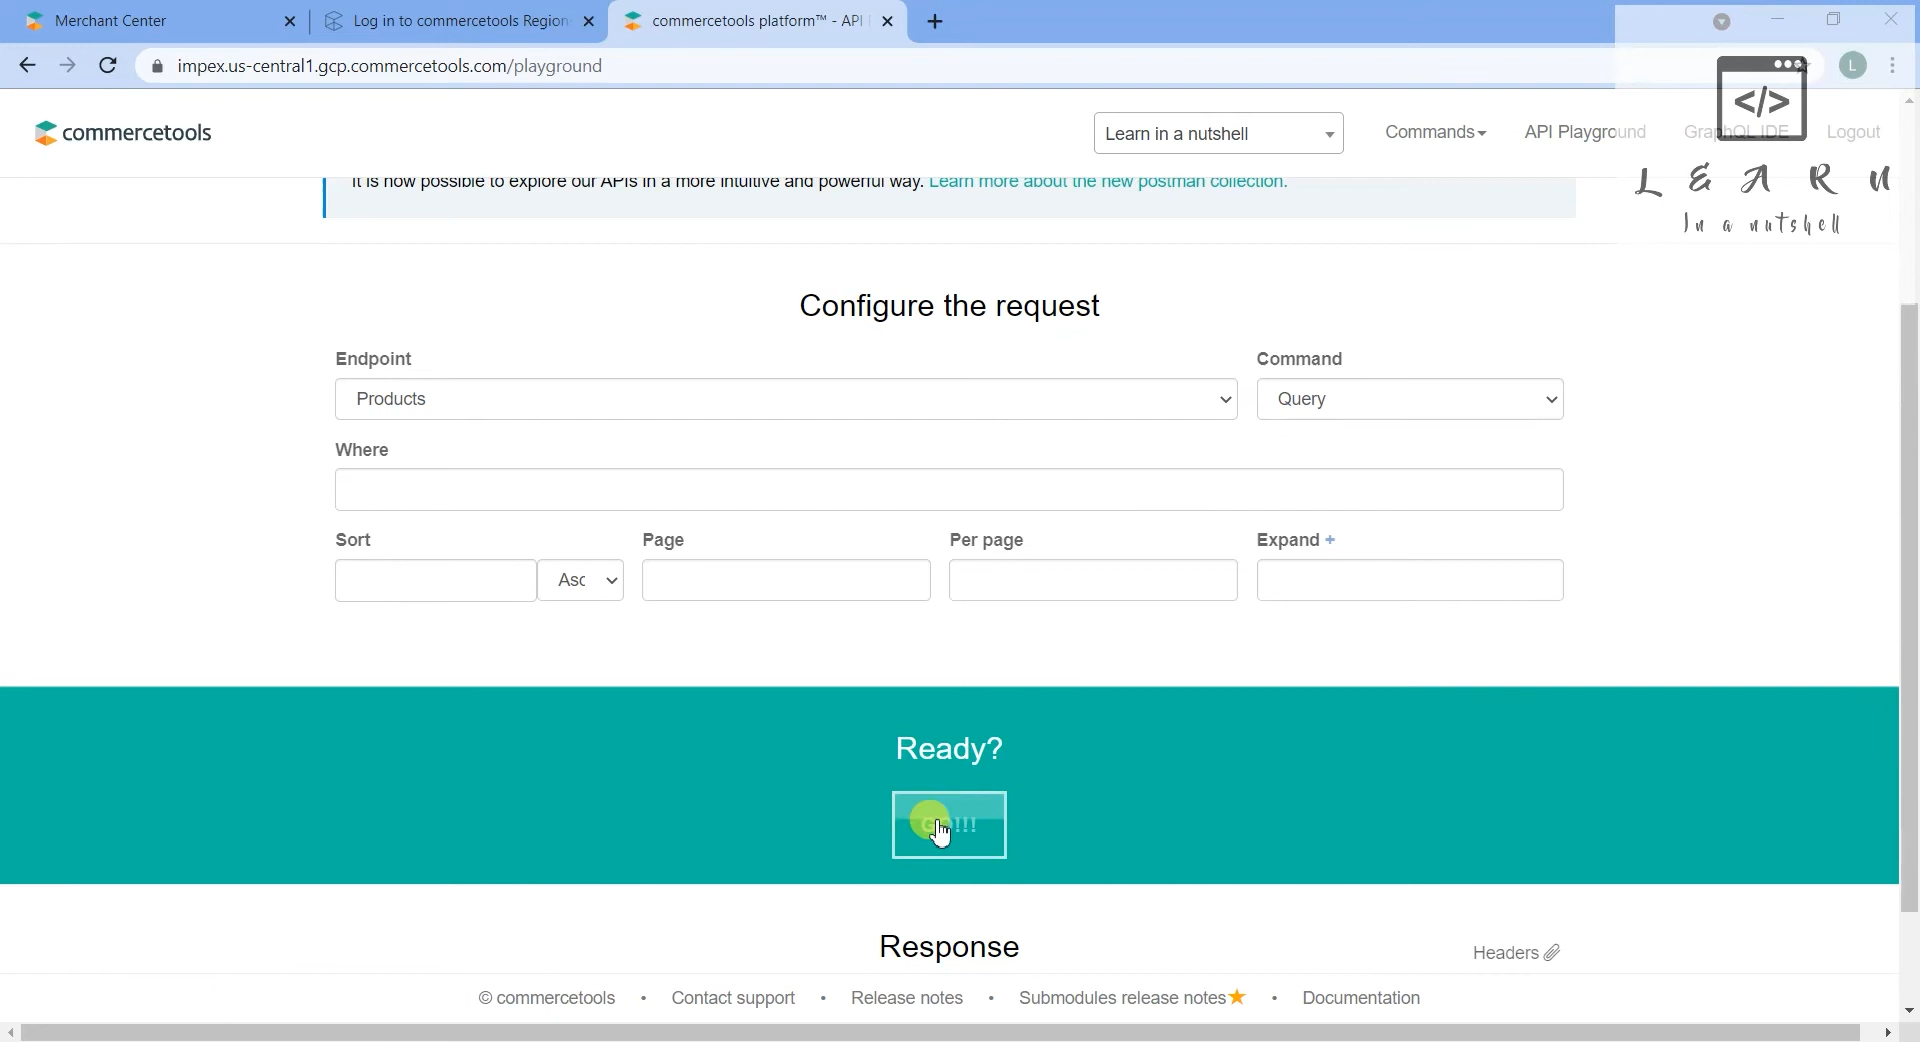 Merchant Center
Log in to commercetools Region
commercetools platform™ - API
impex.us-central1.gcp.commercetools.com/playground
L
commercetools
Learn in a nutshell
Commands
API Playground
GraphQL IDE
Logout
</>
LEARN
In a nutshell
It is now possible to explore our APIs in a more intuitive and powerful way. Learn more about the new postman collection.
Configure the request
Endpoint
Command
Products
Query
Where
Sort
Page
Per page
Expand +
Asc
Ready?
GO!!!
Response
Headers
© commercetools • Contact support • Release notes • Submodules release notes • Documentation